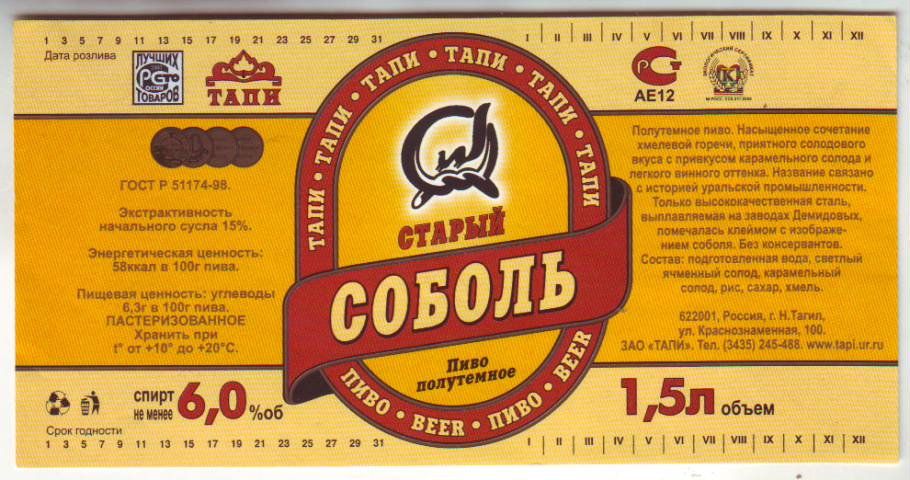 1 3 5 7 9 11 13 15 17 19 21 23 25 27 29 31
I II III IV V VI VII VIII IX X XI XII
Дата розлива
ЛУЧШИХ
РОССИИ
ТОВАРОВ
ТАПИ
АЕ12
ЭКОЛОГИЧЕСКИЙ СЕРТИФИКАТ
ТАПИ · ТАПИ · ТАПИ · ТАПИ · ТАПИ · ТАПИ · ТАПИ
СТАРЫЙ
СОБОЛЬ
Пиво
полутемное
ПИВО · BEER · ПИВО · BEER
ГОСТ Р 51174-98.
Экстрактивность
начального сусла 15%.
Энергетическая ценность:
58ккал в 100г пива.
Пищевая ценность: углеводы
6,3г в 100г пива.
ПАСТЕРИЗОВАННОЕ
Хранить при
t° от +10° до +20°С.
спирт
не менее 6,0 %об
Полутемное пиво. Насыщенное сочетание
хмелевой горечи, приятного солодового
вкуса с привкусом карамельного солода и
легкого винного оттенка. Название связано
с историей уральской промышленности.
Только высококачественная сталь,
выплавляемая на заводах Демидовых,
помечалась клеймом с изображе-
нием соболя. Без консервантов.
Состав: подготовленная вода, светлый
ячменный солод, карамельный
солод, рис, сахар, хмель.
622001, Россия, г. Н.Тагил,
ул. Краснознаменная, 100.
ЗАО «ТАПИ». Тел. (3435) 245-488. www.tapi.ur.ru
1,5л объем
Срок годности
1 3 5 7 9 11 13 15 17 19 21 23 25 27 29 31
I II III IV V VI VII VIII IX X XI XII